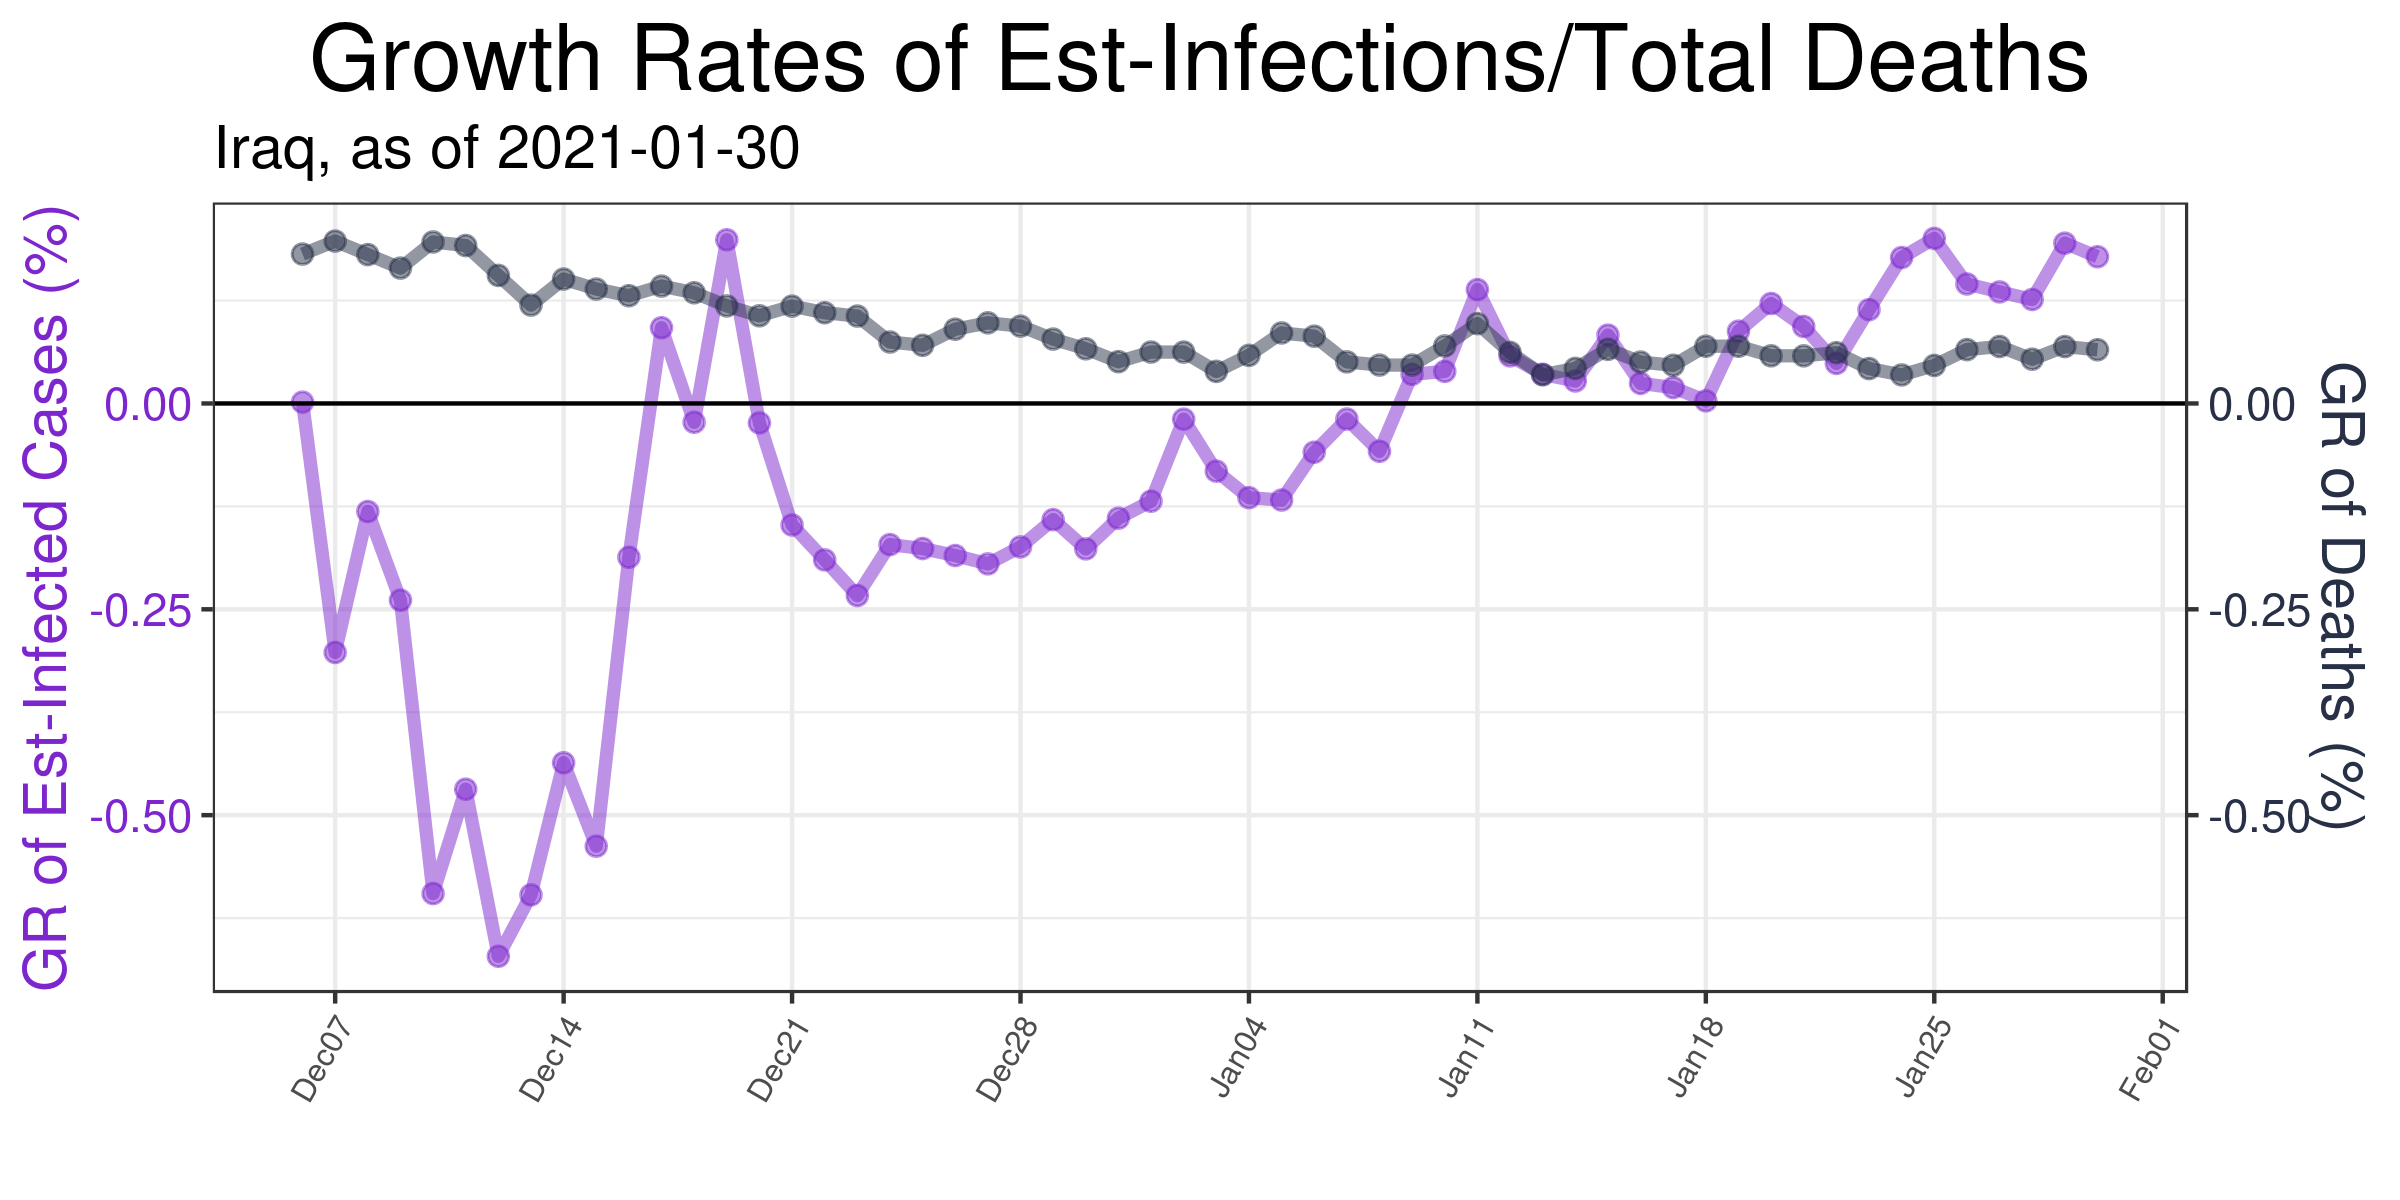 Growth Rates of Est-Infections/Total Deaths
Iraq, as of 2021-01-30
GR of Est-Infected Cases (%)
0.00
-0.25
-0.50
GR of Deaths (%)
0.00
-0.25
-0.50
Dec07
Dec14
Dec21
Dec28
Jan04
Jan11
Jan18
Jan25
Feb01